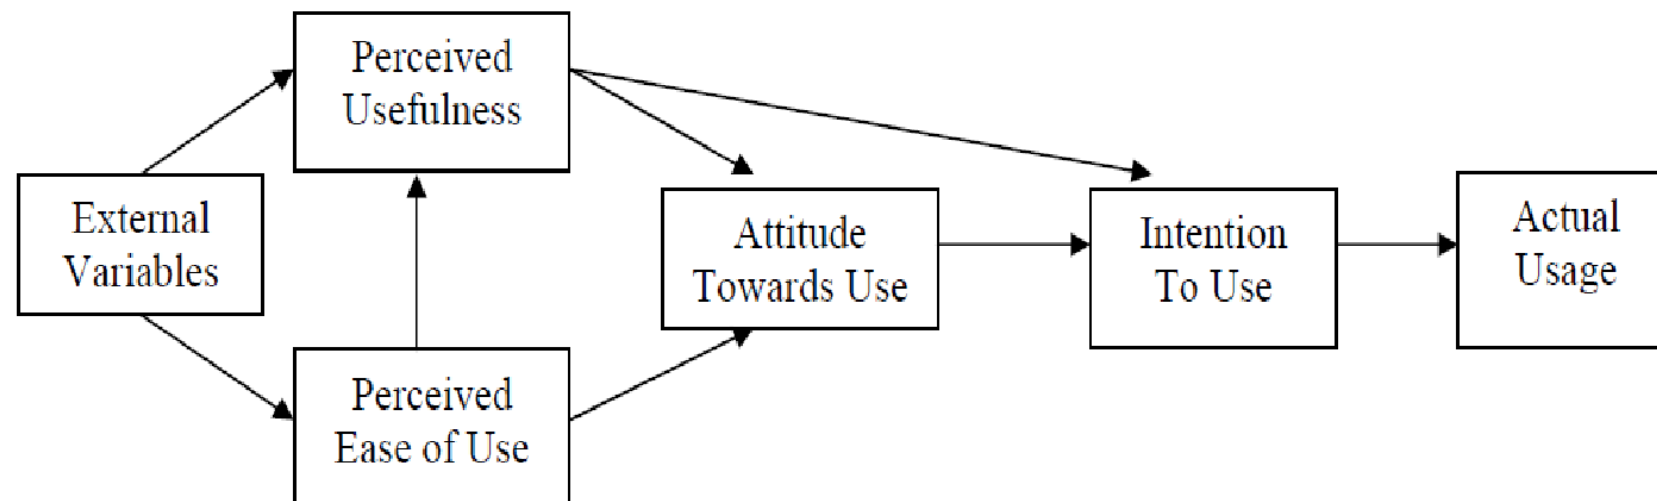 Perceived
Usefulness
External
Variables
Perceived
Ease of Use
Attitude
Towards Use
Intention
To Use
Actual
Usage